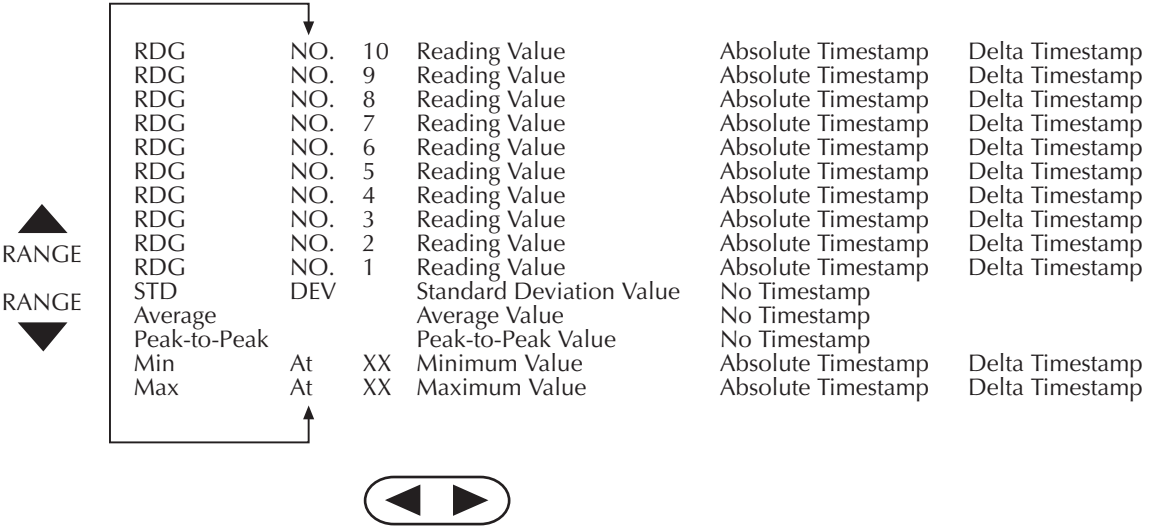 RDG NO. 10 Reading Value Absolute Timestamp Delta Timestamp
RDG NO. 9 Reading Value Absolute Timestamp Delta Timestamp
RDG NO. 8 Reading Value Absolute Timestamp Delta Timestamp
RDG NO. 7 Reading Value Absolute Timestamp Delta Timestamp
RDG NO. 6 Reading Value Absolute Timestamp Delta Timestamp
RDG NO. 5 Reading Value Absolute Timestamp Delta Timestamp
RDG NO. 4 Reading Value Absolute Timestamp Delta Timestamp
RDG NO. 3 Reading Value Absolute Timestamp Delta Timestamp
RDG NO. 2 Reading Value Absolute Timestamp Delta Timestamp
RDG NO. 1 Reading Value Absolute Timestamp Delta Timestamp
STD DEV Standard Deviation Value No Timestamp
Average Average Value No Timestamp
Peak-to-Peak Peak-to-Peak Value No Timestamp
Min At XX Minimum Value Absolute Timestamp Delta Timestamp
Max At XX Maximum Value Absolute Timestamp Delta Timestamp
RANGE
RANGE